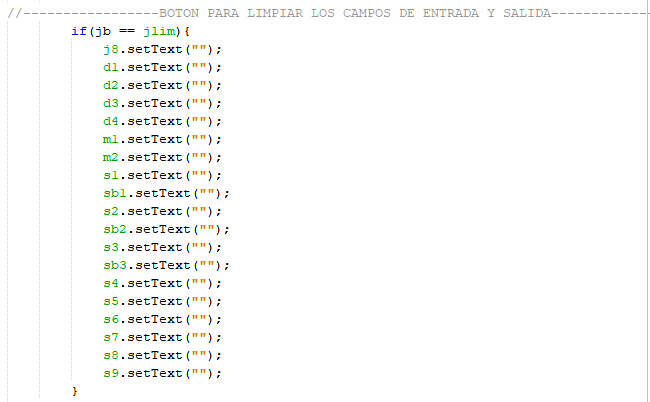 //-----------------BOTON PARA LIMPIAR LOS CAMPOS DE ENTRADA Y SALIDA-------------
if(jb == jlim){
j8.setText("");
d1.setText("");
d2.setText("");
d3.setText("");
d4.setText("");
m1.setText("");
m2.setText("");
s1.setText("");
sb1.setText("");
s2.setText("");
sb2.setText("");
s3.setText("");
sb3.setText("");
s4.setText("");
s5.setText("");
s6.setText("");
s7.setText("");
s8.setText("");
s9.setText("");
}